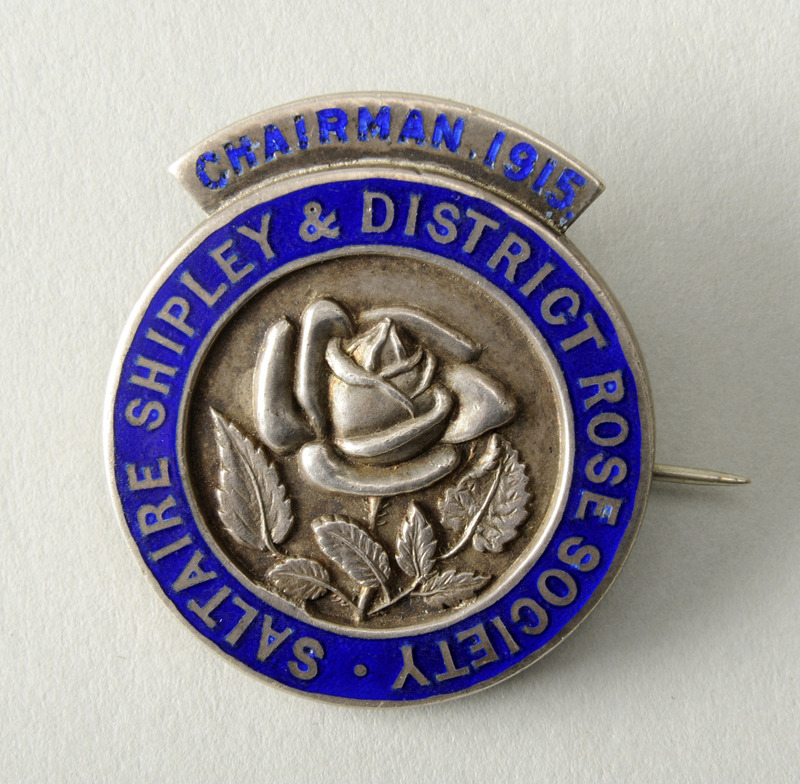 CHAIRMAN. 1915.
SALTAIRE SHIPLEY & DISTRICT ROSE SOCIETY ·